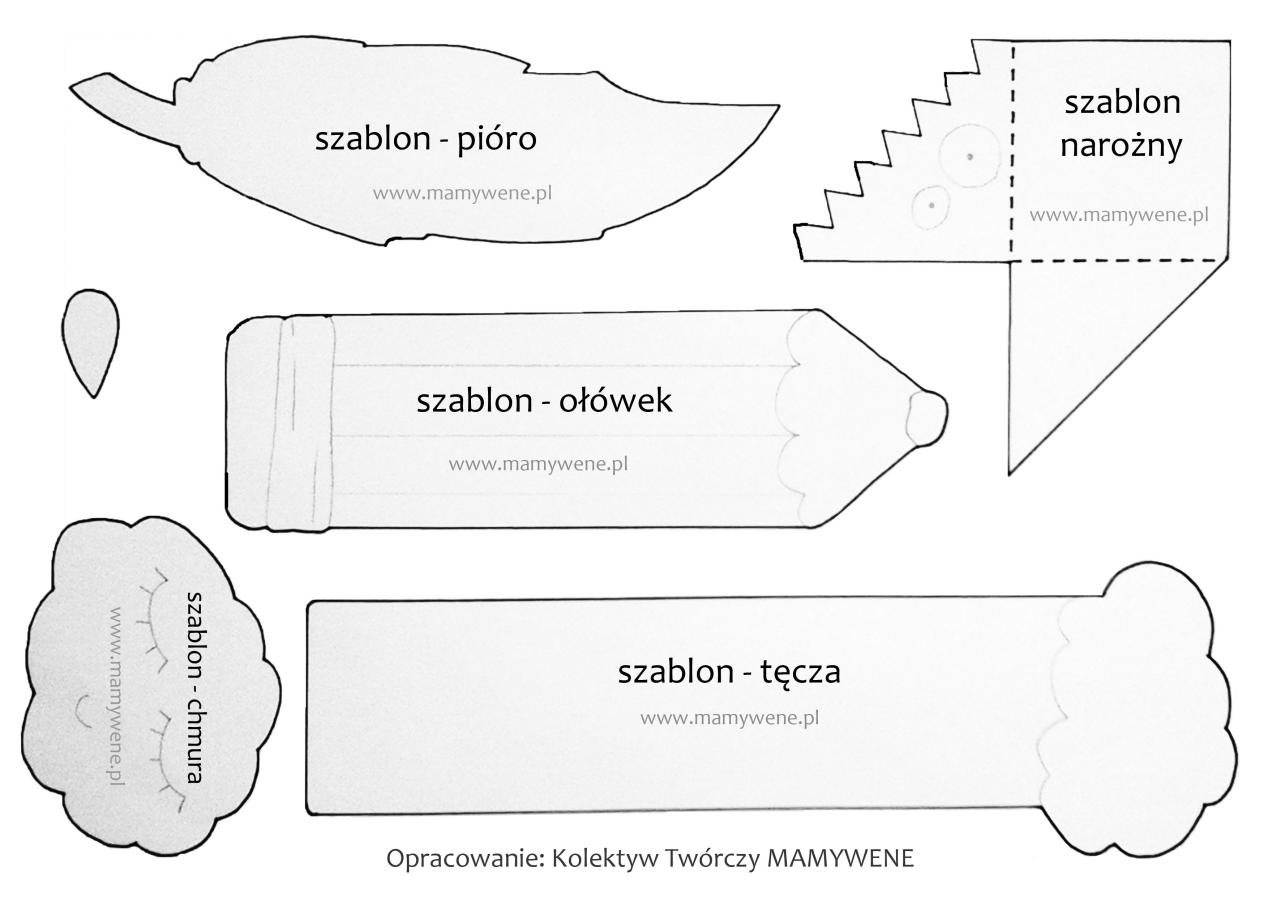 szablon - pióro
www.mamywene.pl
szablon
narożny
www.mamywene.pl
szablon - ołówek
www.mamywene.pl
szablon - chmura
www.mamywene.pl
szablon - tęcza
www.mamywene.pl
Opracowanie: Kolektyw Twórczy MAMYWENE